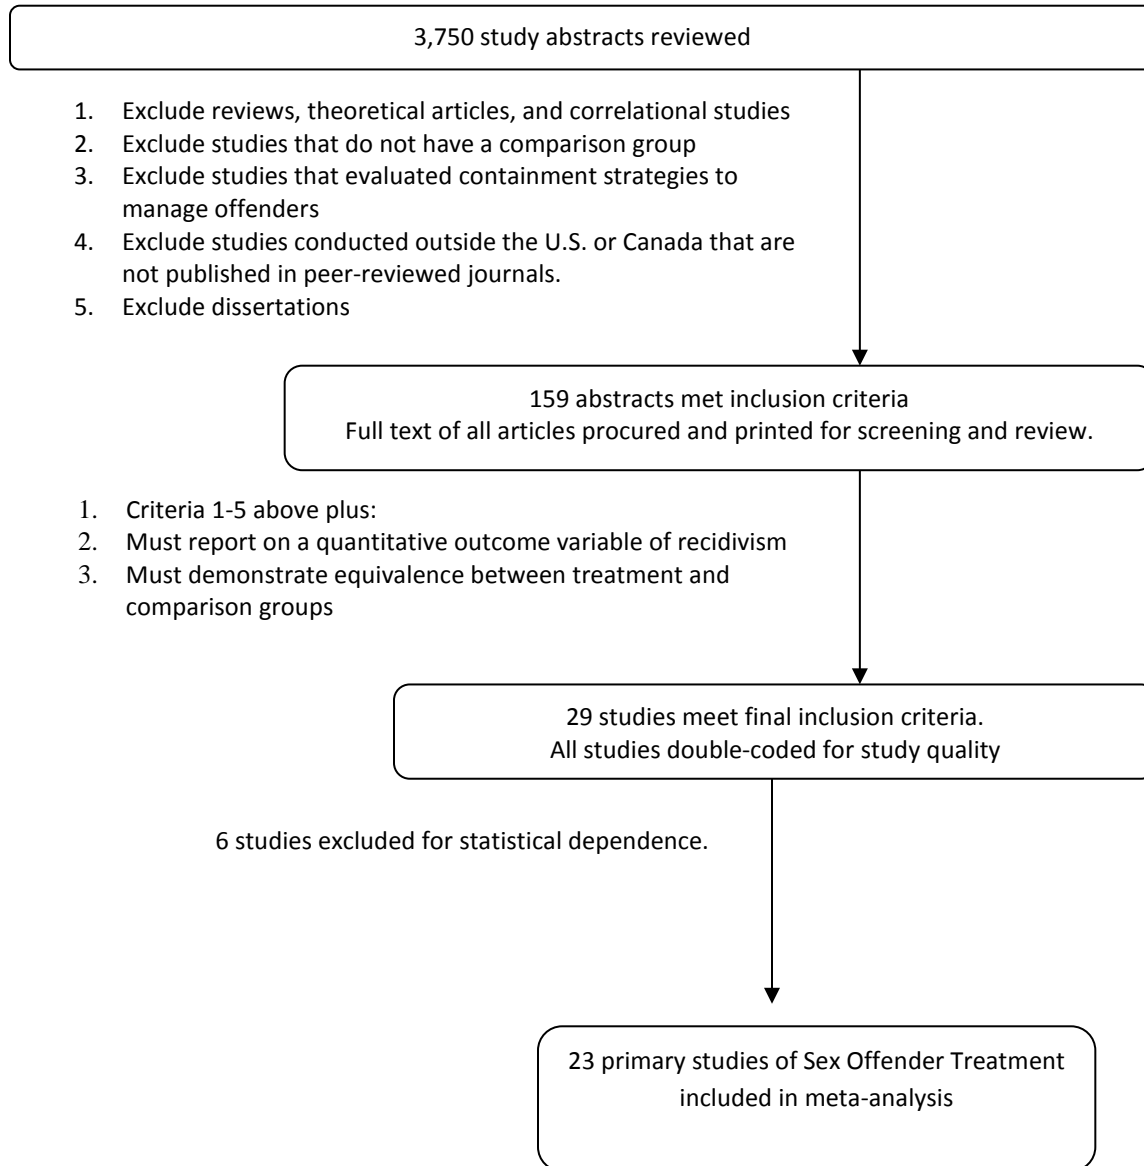 3,750 study abstracts reviewed
1. Exclude reviews, theoretical articles, and correlational studies
2. Exclude studies that do not have a comparison group
3. Exclude studies that evaluated containment strategies to
manage offenders
4. Exclude studies conducted outside the U.S. or Canada that are
not published in peer-reviewed journals.
5. Exclude dissertations
159 abstracts met inclusion criteria
Full text of all articles procured and printed for screening and review.
1. Criteria 1-5 above plus:
2. Must report on a quantitative outcome variable of recidivism
3. Must demonstrate equivalence between treatment and
comparison groups
29 studies meet final inclusion criteria.
All studies double-coded for study quality
6 studies excluded for statistical dependence.
23 primary studies of Sex Offender Treatment
included in meta-analysis